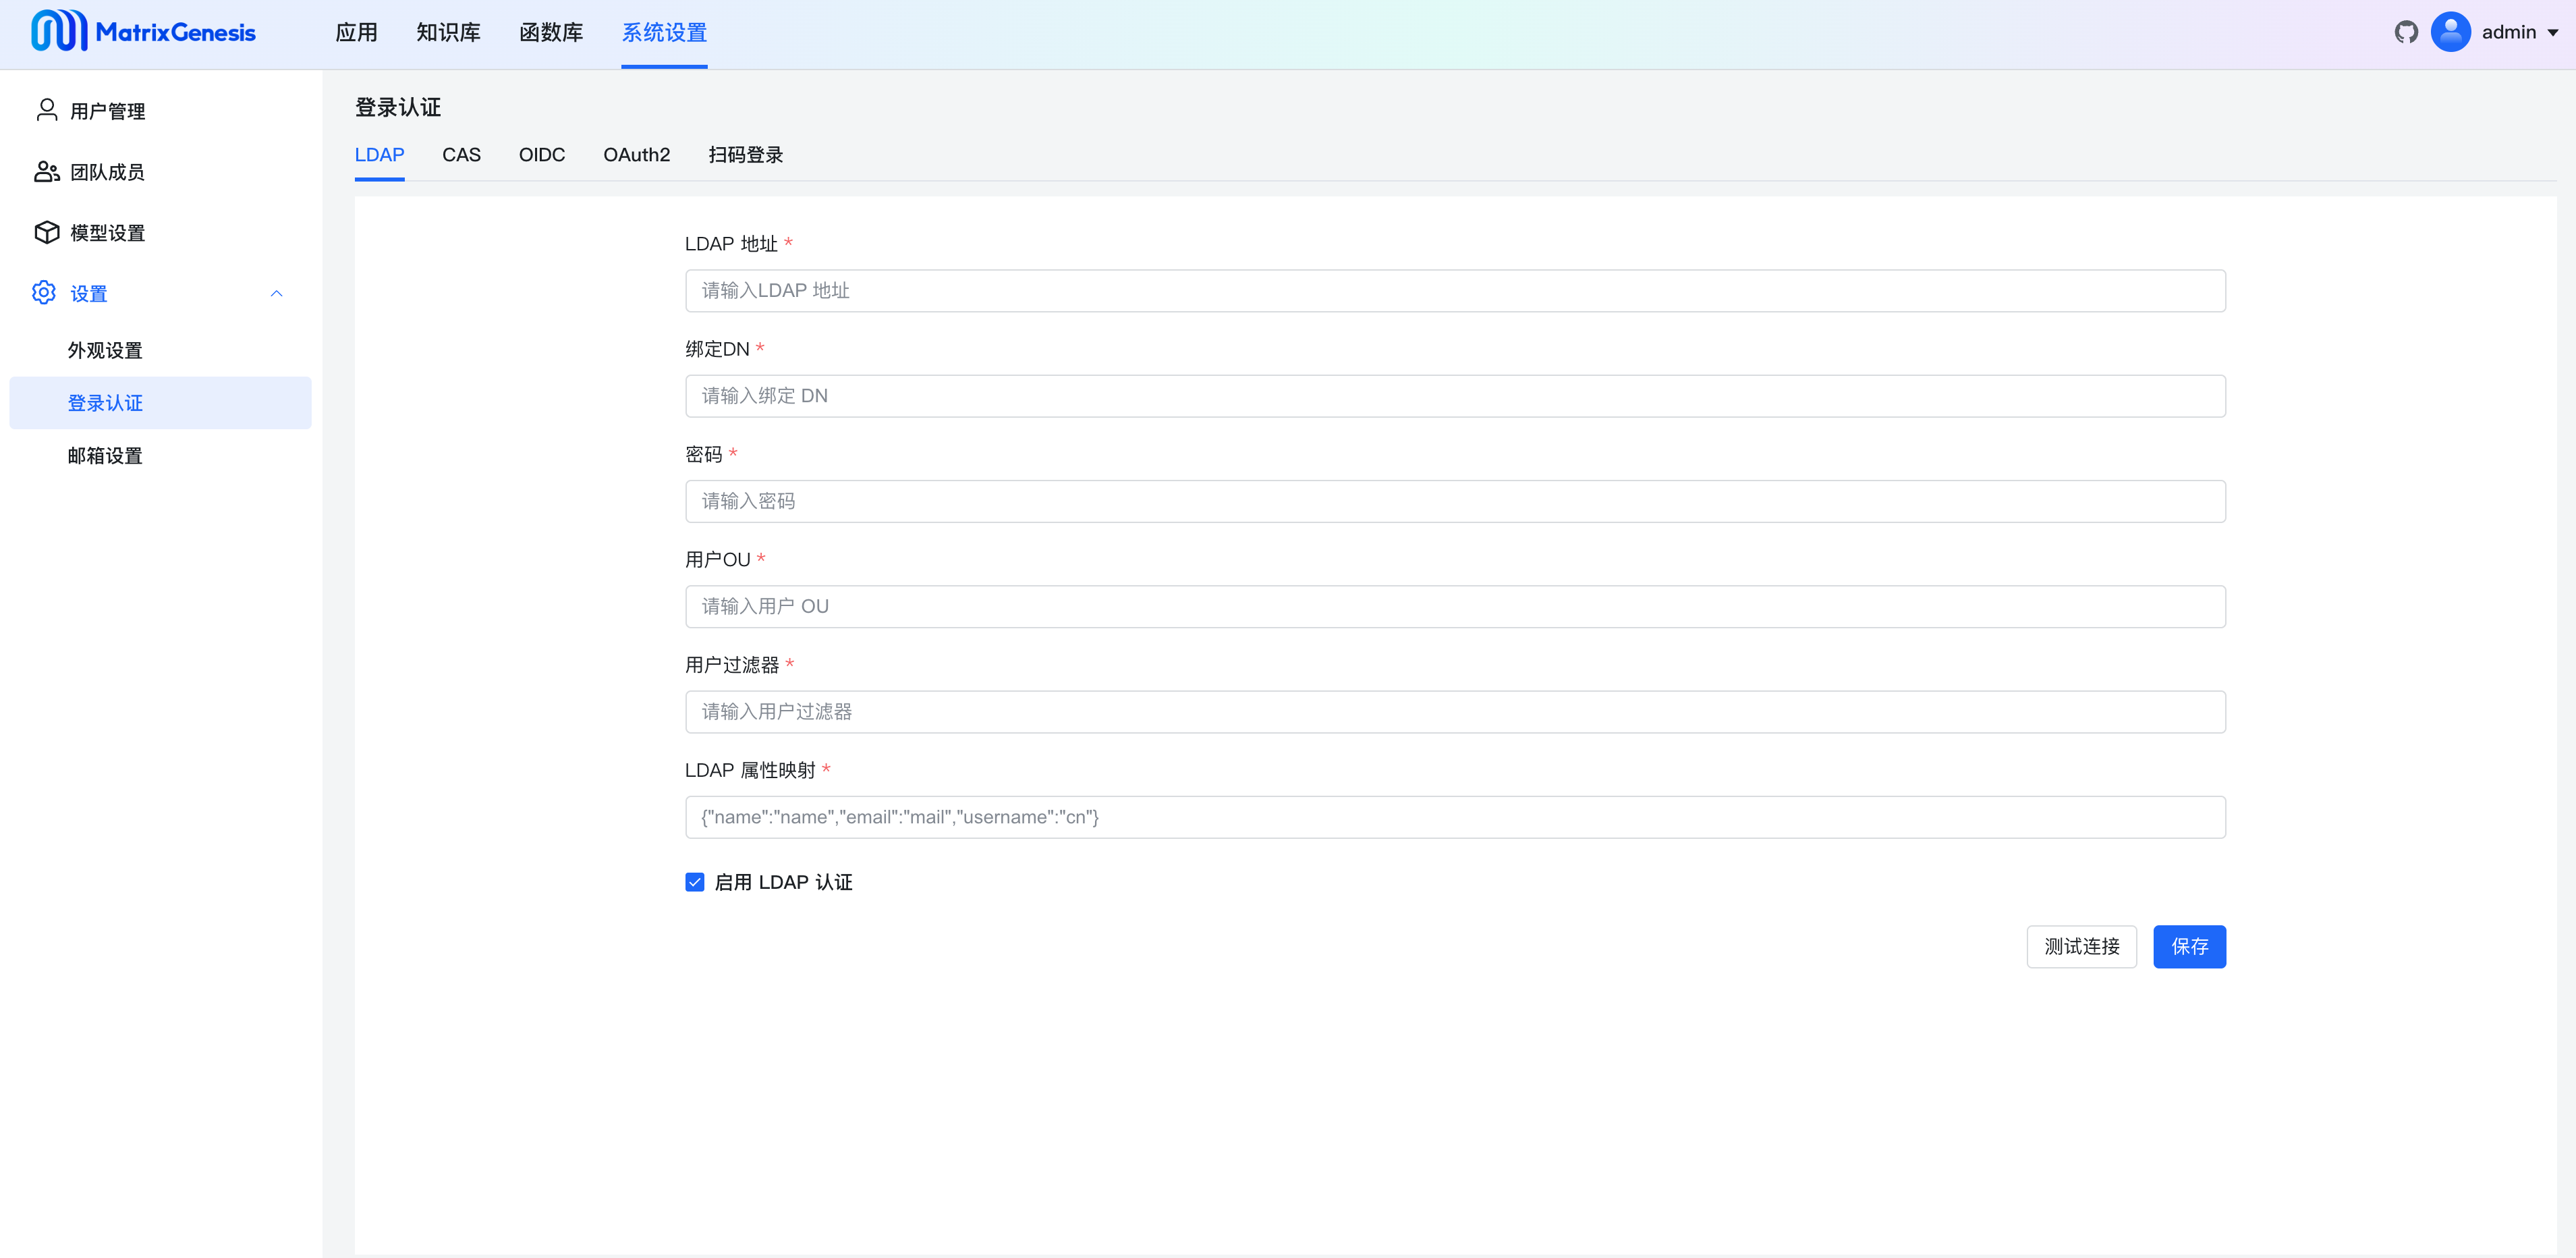 MatrixGenesis 应用 知识库 函数库 系统设置 admin
用户管理
团队成员
模型设置
设置
外观设置
登录认证
邮箱设置
登录认证
LDAP CAS OIDC OAuth2 扫码登录
LDAP 地址 *
请输入LDAP 地址
绑定DN *
请输入绑定 DN
密码 *
请输入密码
用户OU *
请输入用户 OU
用户过滤器 *
请输入用户过滤器
LDAP 属性映射 *
{"name":"name","email":"mail","username":"cn"}
启用 LDAP 认证
测试连接 保存